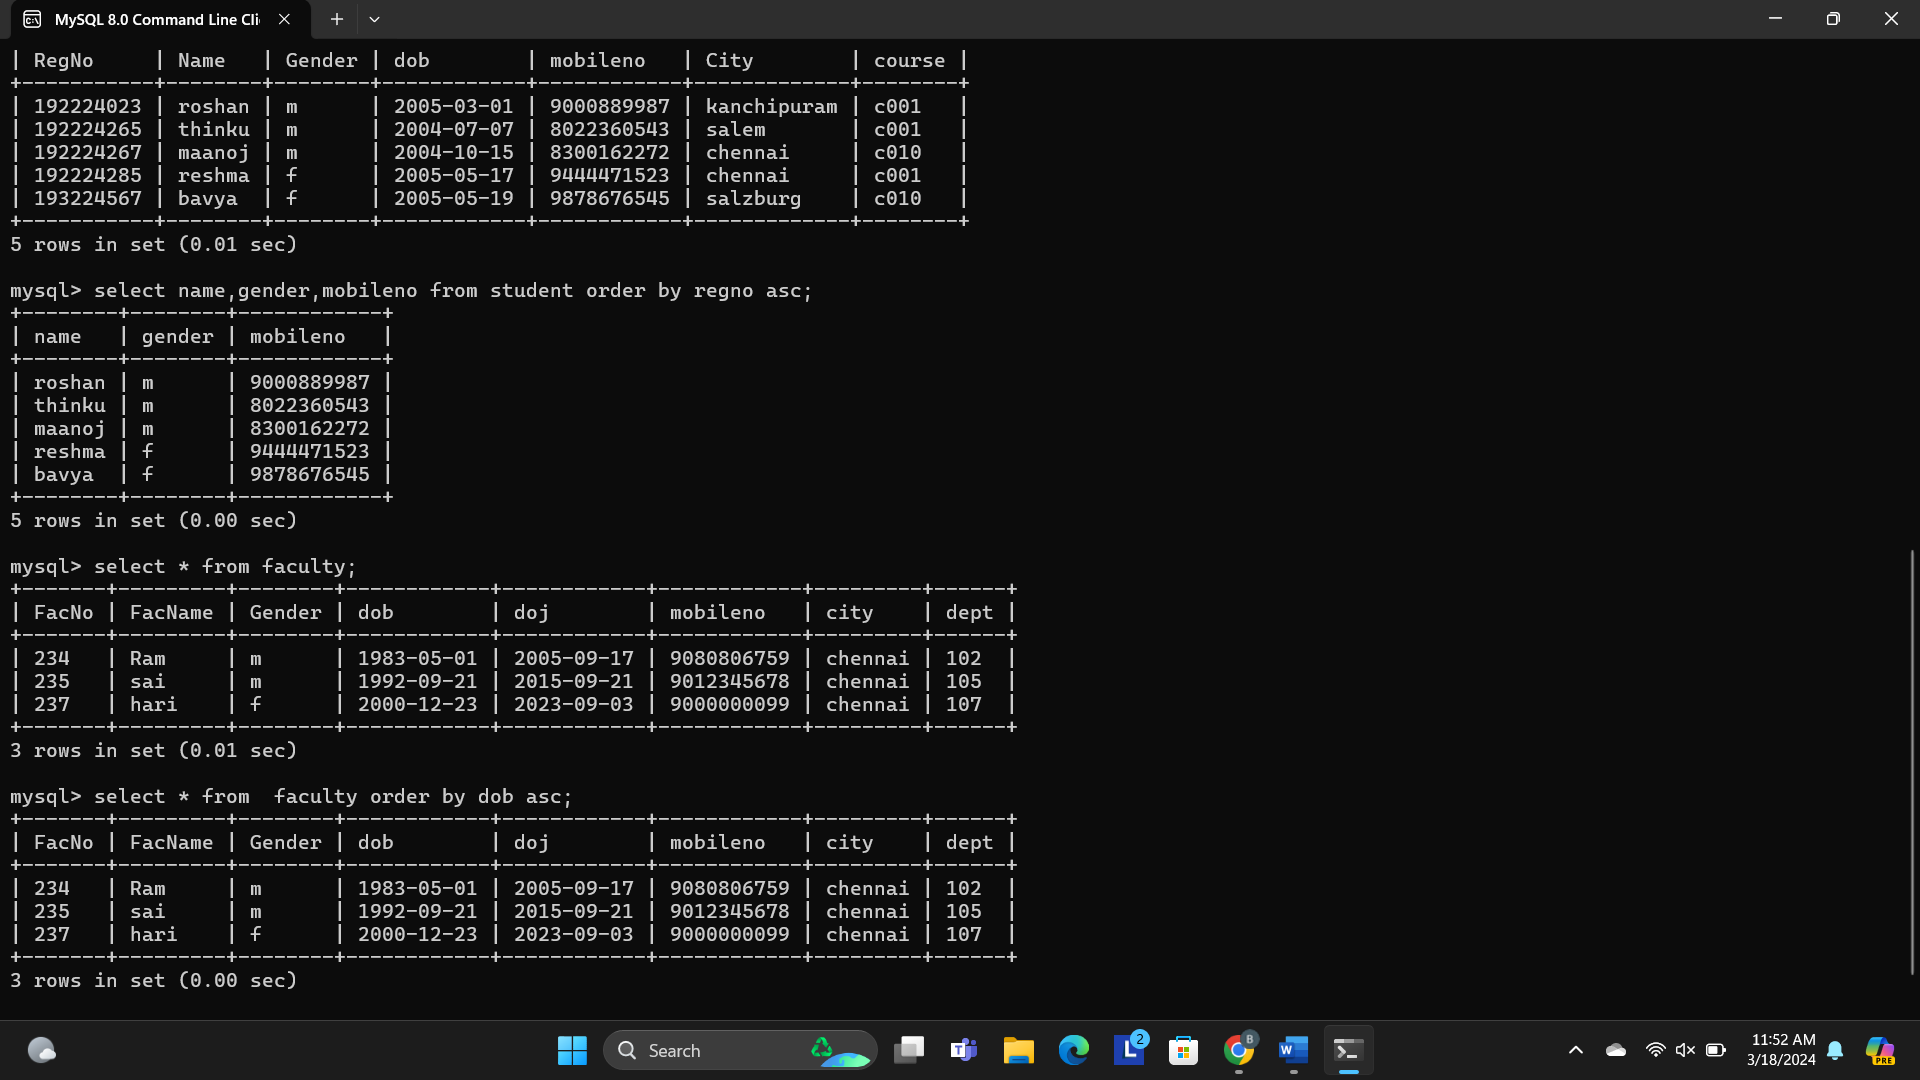 MySQL 8.0 Command Line Cli
| RegNo     | Name   | Gender | dob        | mobileno   | City        | course |
+-----------+--------+--------+------------+------------+-------------+--------+
| 192224023 | roshan | m      | 2005-03-01 | 9000889987 | kanchipuram | c001   |
| 192224265 | thinku | m      | 2004-07-07 | 8022360543 | salem       | c001   |
| 192224267 | maanoj | m      | 2004-10-15 | 8300162272 | chennai     | c010   |
| 192224285 | reshma | f      | 2005-05-17 | 9444471523 | chennai     | c001   |
| 193224567 | bavya  | f      | 2005-05-19 | 9878676545 | salzburg    | c010   |
+-----------+--------+--------+------------+------------+-------------+--------+
5 rows in set (0.01 sec)
mysql> select name,gender,mobileno from student order by regno asc;
+--------+--------+------------+
| name   | gender | mobileno   |
+--------+--------+------------+
| roshan | m      | 9000889987 |
| thinku | m      | 8022360543 |
| maanoj | m      | 8300162272 |
| reshma | f      | 9444471523 |
| bavya  | f      | 9878676545 |
+--------+--------+------------+
5 rows in set (0.00 sec)
mysql> select * from faculty;
+-------+---------+--------+------------+------------+------------+---------+------+
| FacNo | FacName | Gender | dob        | doj        | mobileno   | city    | dept |
+-------+---------+--------+------------+------------+------------+---------+------+
| 234   | Ram     | m      | 1983-05-01 | 2005-09-17 | 9080806759 | chennai | 102  |
| 235   | sai     | m      | 1992-09-21 | 2015-09-21 | 9012345678 | chennai | 105  |
| 237   | hari    | f      | 2000-12-23 | 2023-09-03 | 9000000099 | chennai | 107  |
+-------+---------+--------+------------+------------+------------+---------+------+
3 rows in set (0.01 sec)
mysql> select * from  faculty order by dob asc;
+-------+---------+--------+------------+------------+------------+---------+------+
| FacNo | FacName | Gender | dob        | doj        | mobileno   | city    | dept |
+-------+---------+--------+------------+------------+------------+---------+------+
| 234   | Ram     | m      | 1983-05-01 | 2005-09-17 | 9080806759 | chennai | 102  |
| 235   | sai     | m      | 1992-09-21 | 2015-09-21 | 9012345678 | chennai | 105  |
| 237   | hari    | f      | 2000-12-23 | 2023-09-03 | 9000000099 | chennai | 107  |
+-------+---------+--------+------------+------------+------------+---------+------+
3 rows in set (0.00 sec)
Search
T
L 2
B
W
11:52 AM
3/18/2024
PRE